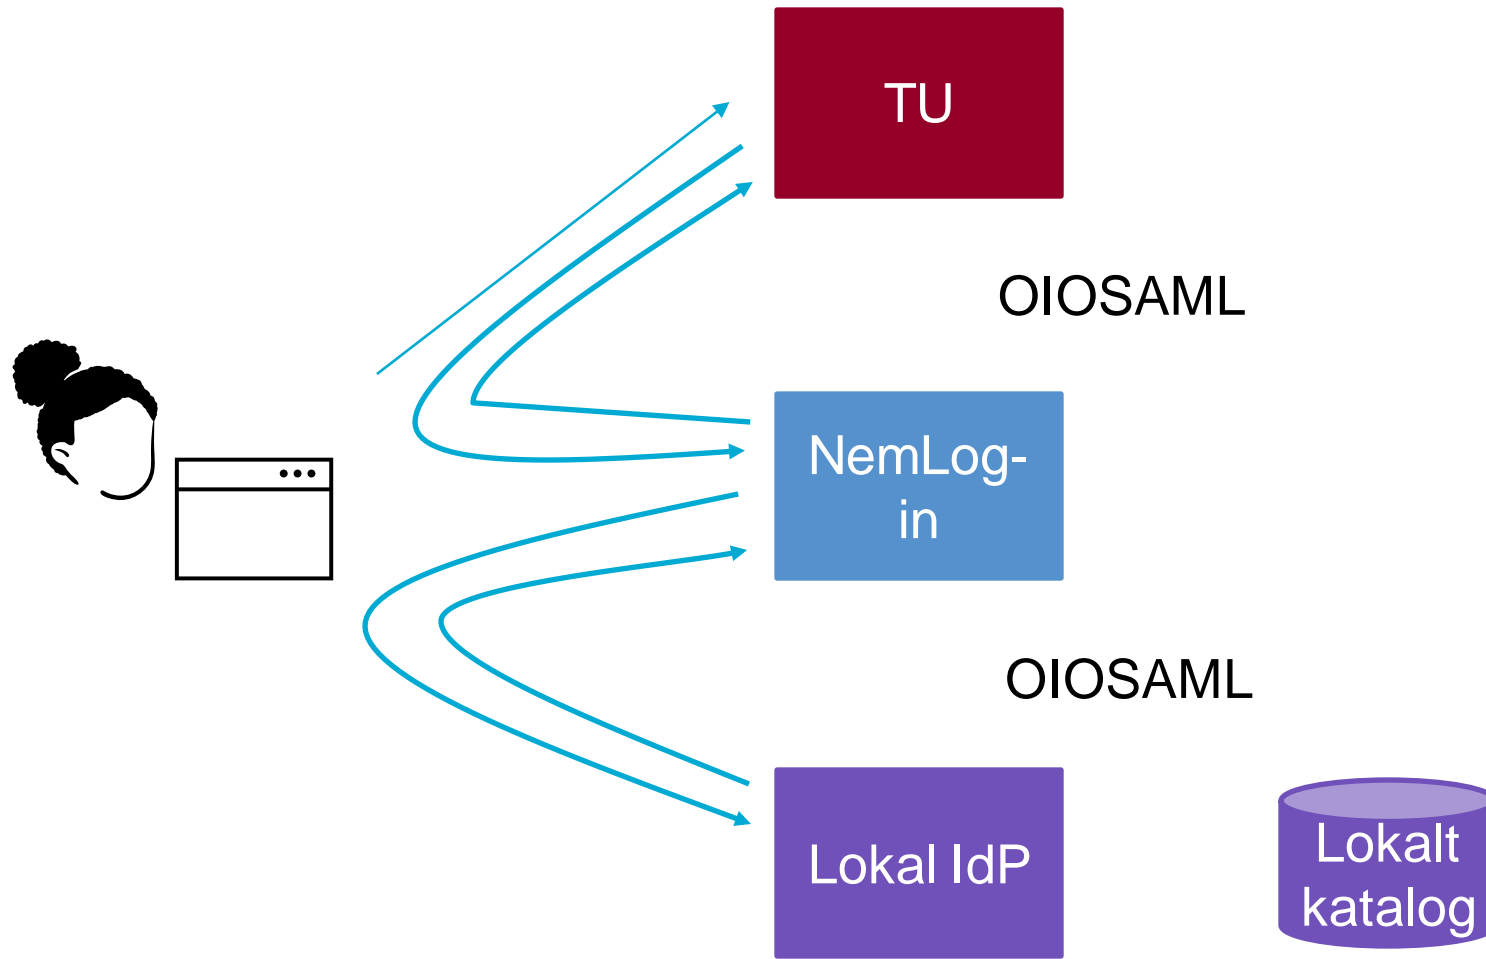 TU
OIOSAML
NemLog-
in
OIOSAML
Lokal IdP
Lokalt
katalog